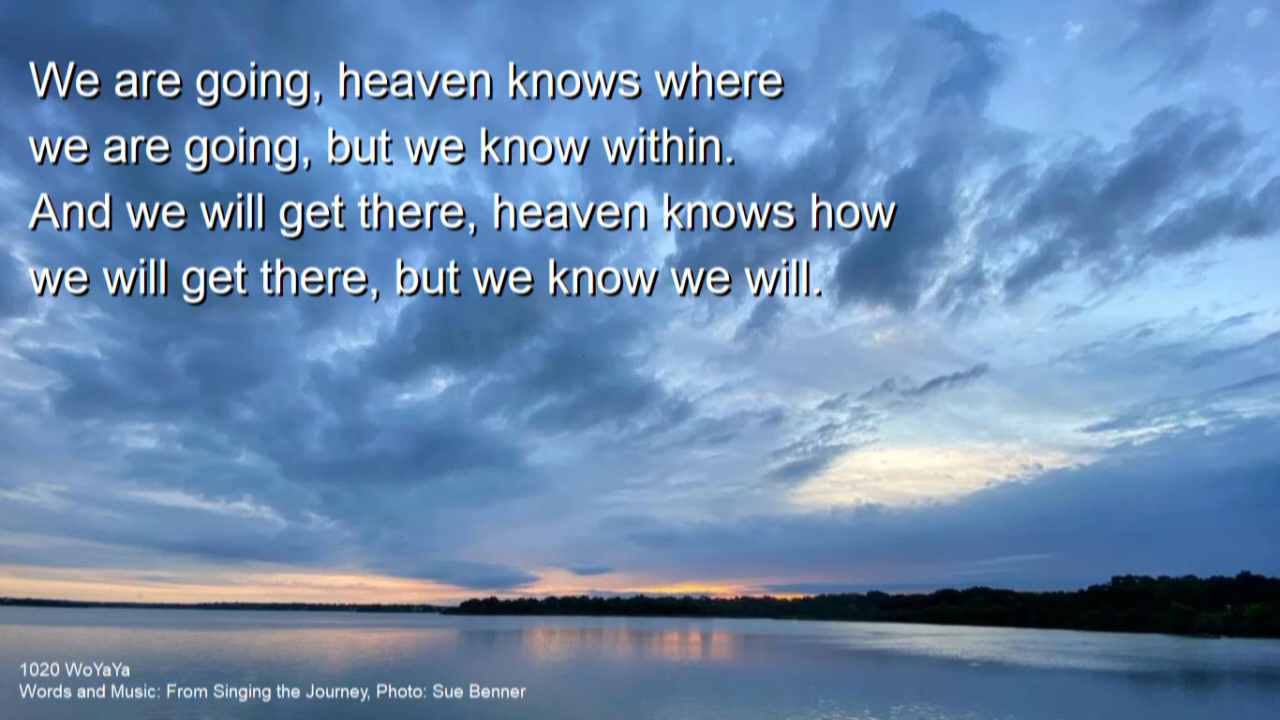 We are going, heaven knows where
we are going, but we know within.
And we will get there, heaven knows how
we will get there, but we know we will.
1020 WoYaYa
Words and Music: From Singing the Journey, Photo: Sue Benner